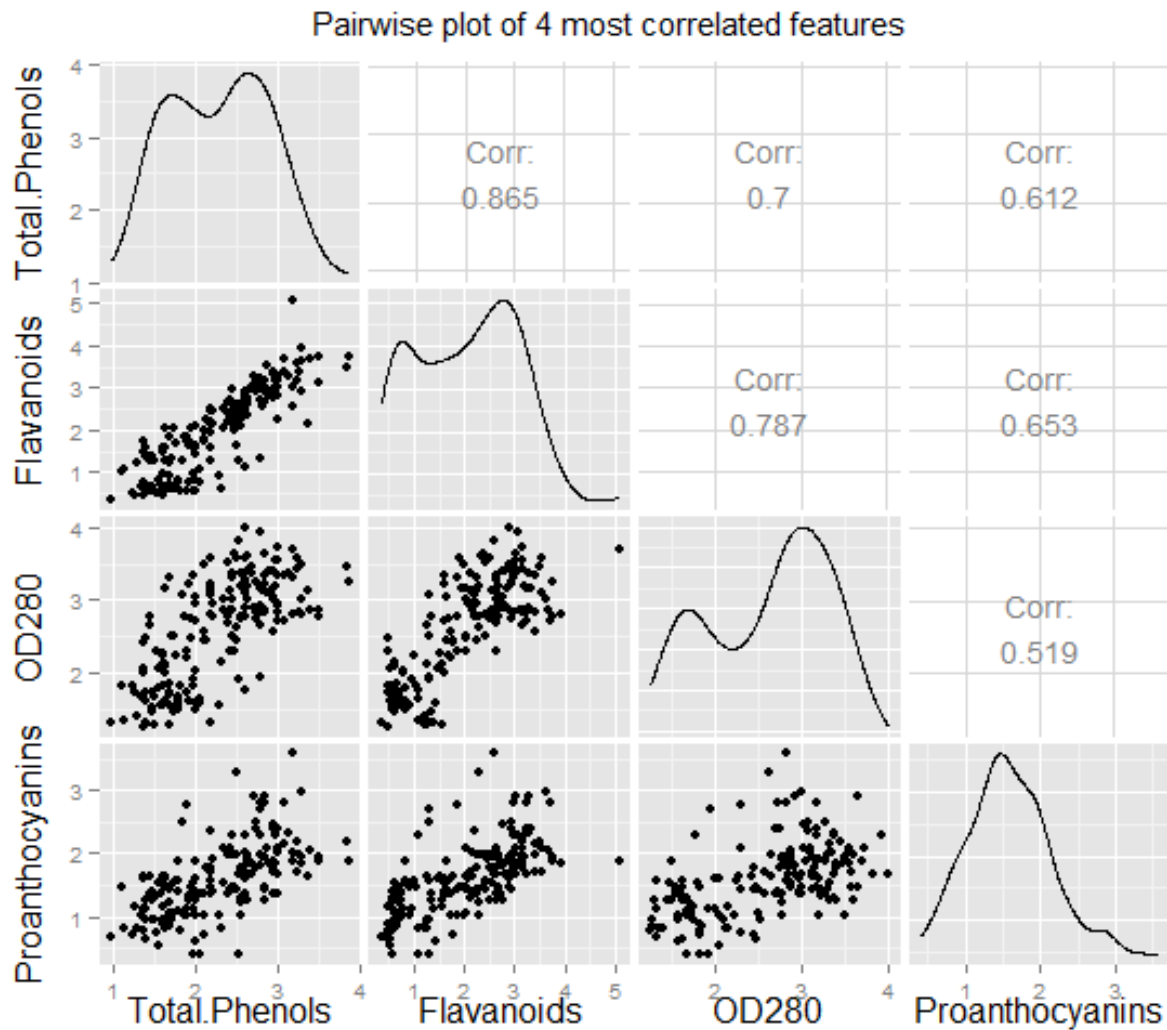 Pairwise plot of 4 most correlated features
Total.Phenols
4
3
2
1
Corr:
0.865
Corr:
0.7
Corr:
0.612
Flavanoids
5
4
3
2
1
Corr:
0.787
Corr:
0.653
OD280
4
3
2
Corr:
0.519
Proanthocyanins
3
2
1
1 2 3 4 1 2 3 4 5 2 3 4 1 2 3
Total.Phenols Flavanoids OD280 Proanthocyanins